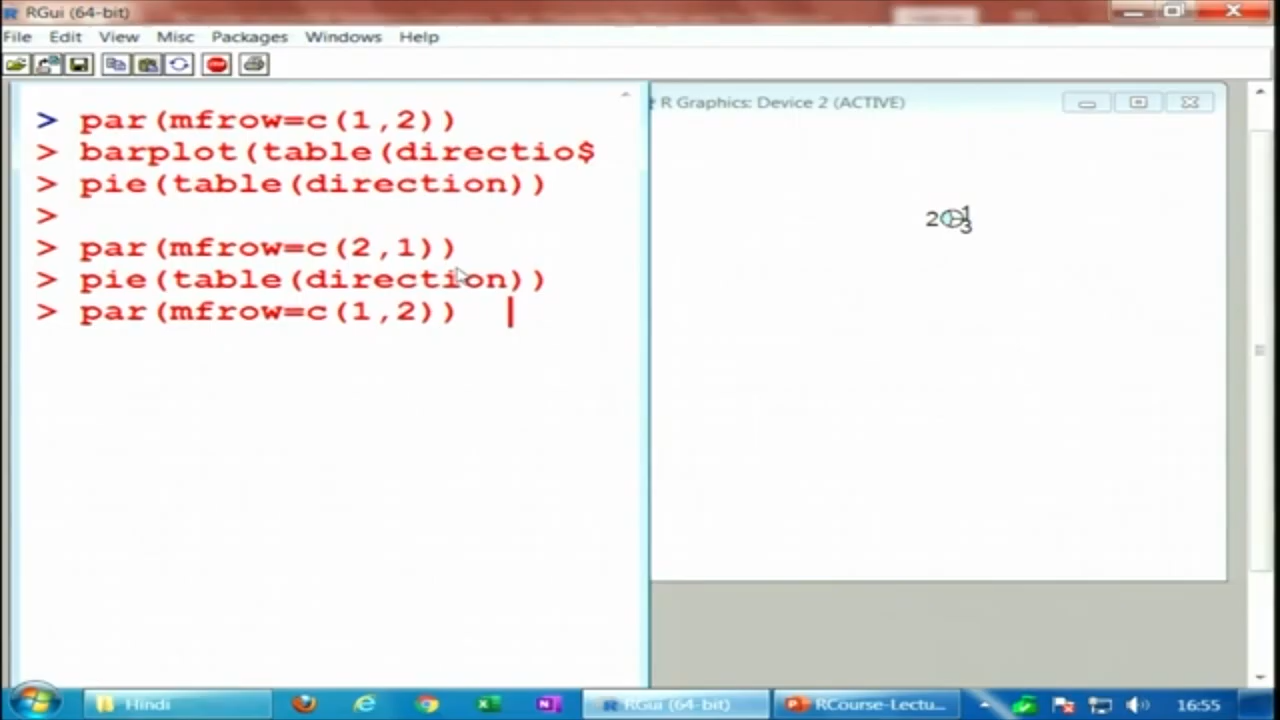 RGui (64-bit)
File Edit View Misc Packages Windows Help
> par(mfrow=c(1,2))
> barplot(table(directio$
> pie(table(direction))
>
> par(mfrow=c(2,1))
> pie(table(direction))
> par(mfrow=c(1,2))
R Graphics: Device 2 (ACTIVE)
1
2
3
Hindi
RGui (64-bit)
RCourse-Lectu...
16:55